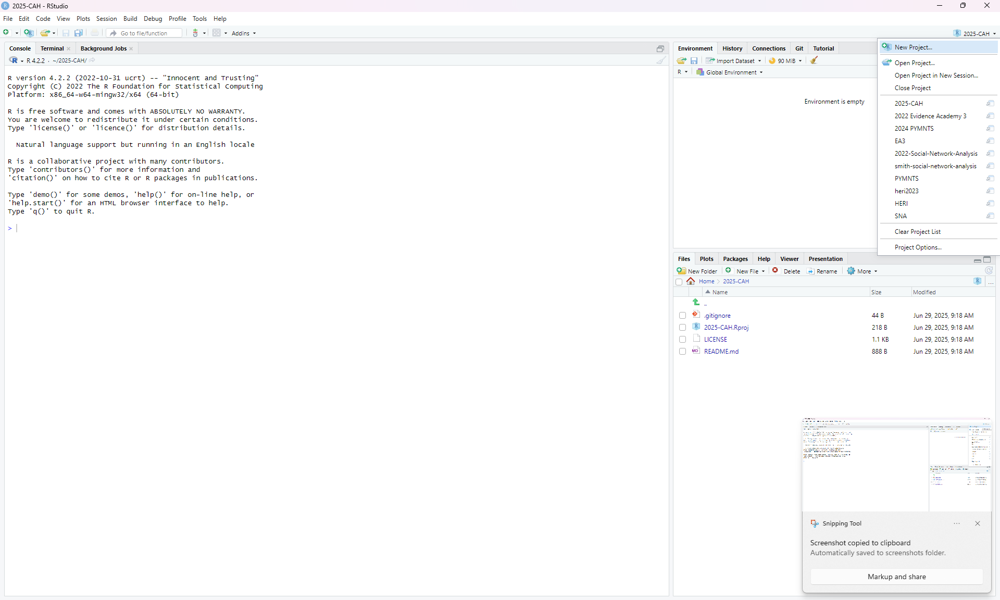 2025-CAH - RStudio
File Edit Code View Plots Session Build Debug Profile Tools Help
Go to file/function
Addins
2025-CAH
Console Terminal Background Jobs
R 4.2.2 · ~/2025-CAH/
R version 4.2.2 (2022-10-31 ucrt) -- "Innocent and Trusting"
Copyright (C) 2022 The R Foundation for Statistical Computing
Platform: x86_64-w64-mingw32/x64 (64-bit)
R is free software and comes with ABSOLUTELY NO WARRANTY.
You are welcome to redistribute it under certain conditions.
Type 'license()' or 'licence()' for distribution details.
Natural language support but running in an English locale
R is a collaborative project with many contributors.
Type 'contributors()' for more information and
'citation()' on how to cite R or R packages in publications.
Type 'demo()' for some demos, 'help()' for on-line help, or
'help.start()' for an HTML browser interface to help.
Type 'q()' to quit R.
>
Environment History Connections Git Tutorial
Import Dataset 90 MiB
R Global Environment
Environment is empty
New Project...
Open Project...
Open Project in New Session...
Close Project
2025-CAH
2022 Evidence Academy 3
2024 PYMNTS
EA3
2022-Social-Network-Analysis
smith-social-network-analysis
PYMNTS
heri2023
HERI
SNA
Clear Project List
Project Options...
Files Plots Packages Help Viewer Presentation
New Folder New File Delete Rename More
Home 2025-CAH ...
Name Size Modified
..
.gitignore 44 B Jun 29, 2025, 9:18 AM
2025-CAH.Rproj 218 B Jun 29, 2025, 9:18 AM
LICENSE 1.1 KB Jun 29, 2025, 9:18 AM
README.md 888 B Jun 29, 2025, 9:18 AM
Snipping Tool
Screenshot copied to clipboard
Automatically saved to screenshots folder.
Markup and share